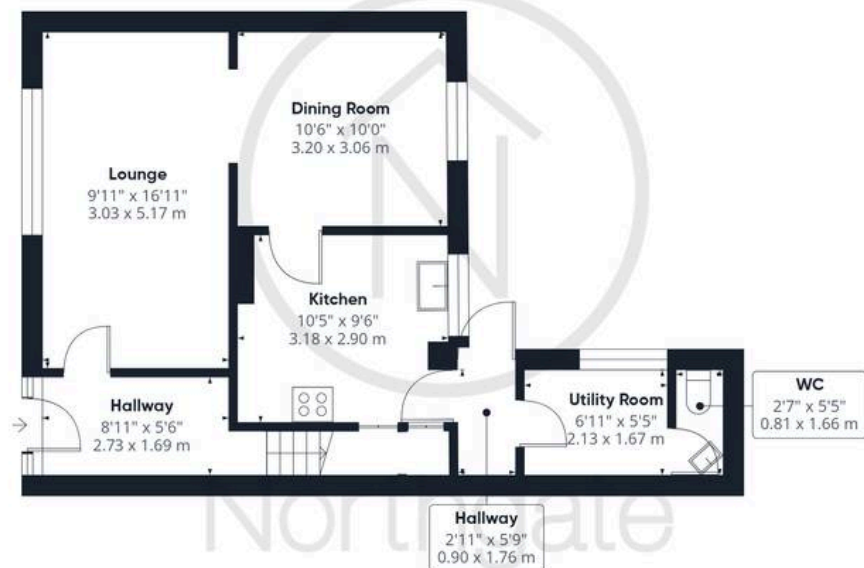 Dining Room
10'6" x 10'0"
3.20 x 3.06 m
Lounge
9'11" x 16'11"
3.03 x 5.17 m
Kitchen
10'5" x 9'6"
3.18 x 2.90 m
Hallway
8'11" x 5'6"
2.73 x 1.69 m
Utility Room
6'11" x 5'5"
2.13 x 1.67 m
WC
2'7" x 5'5"
0.81 x 1.66 m
Hallway
2'11" x 5'9"
0.90 x 1.76 m
Northgate